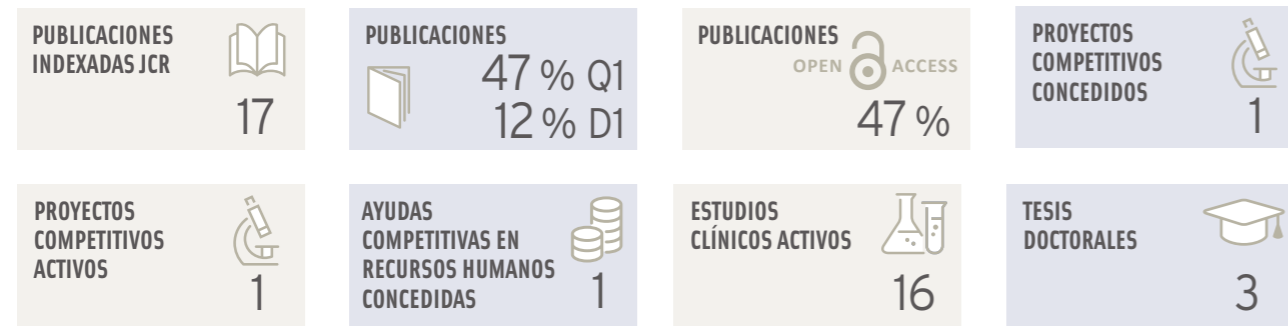 PUBLICACIONES
INDEXADAS JCR
17
PUBLICACIONES
47 % Q1
12 % D1
PUBLICACIONES
OPEN ACCESS
47 %
PROYECTOS
COMPETITIVOS
CONCEDIDOS
1
PROYECTOS
COMPETITIVOS
ACTIVOS
1
AYUDAS
COMPETITIVAS EN
RECURSOS HUMANOS
CONCEDIDAS
1
ESTUDIOS
CLÍNICOS ACTIVOS
16
TESIS
DOCTORALES
3